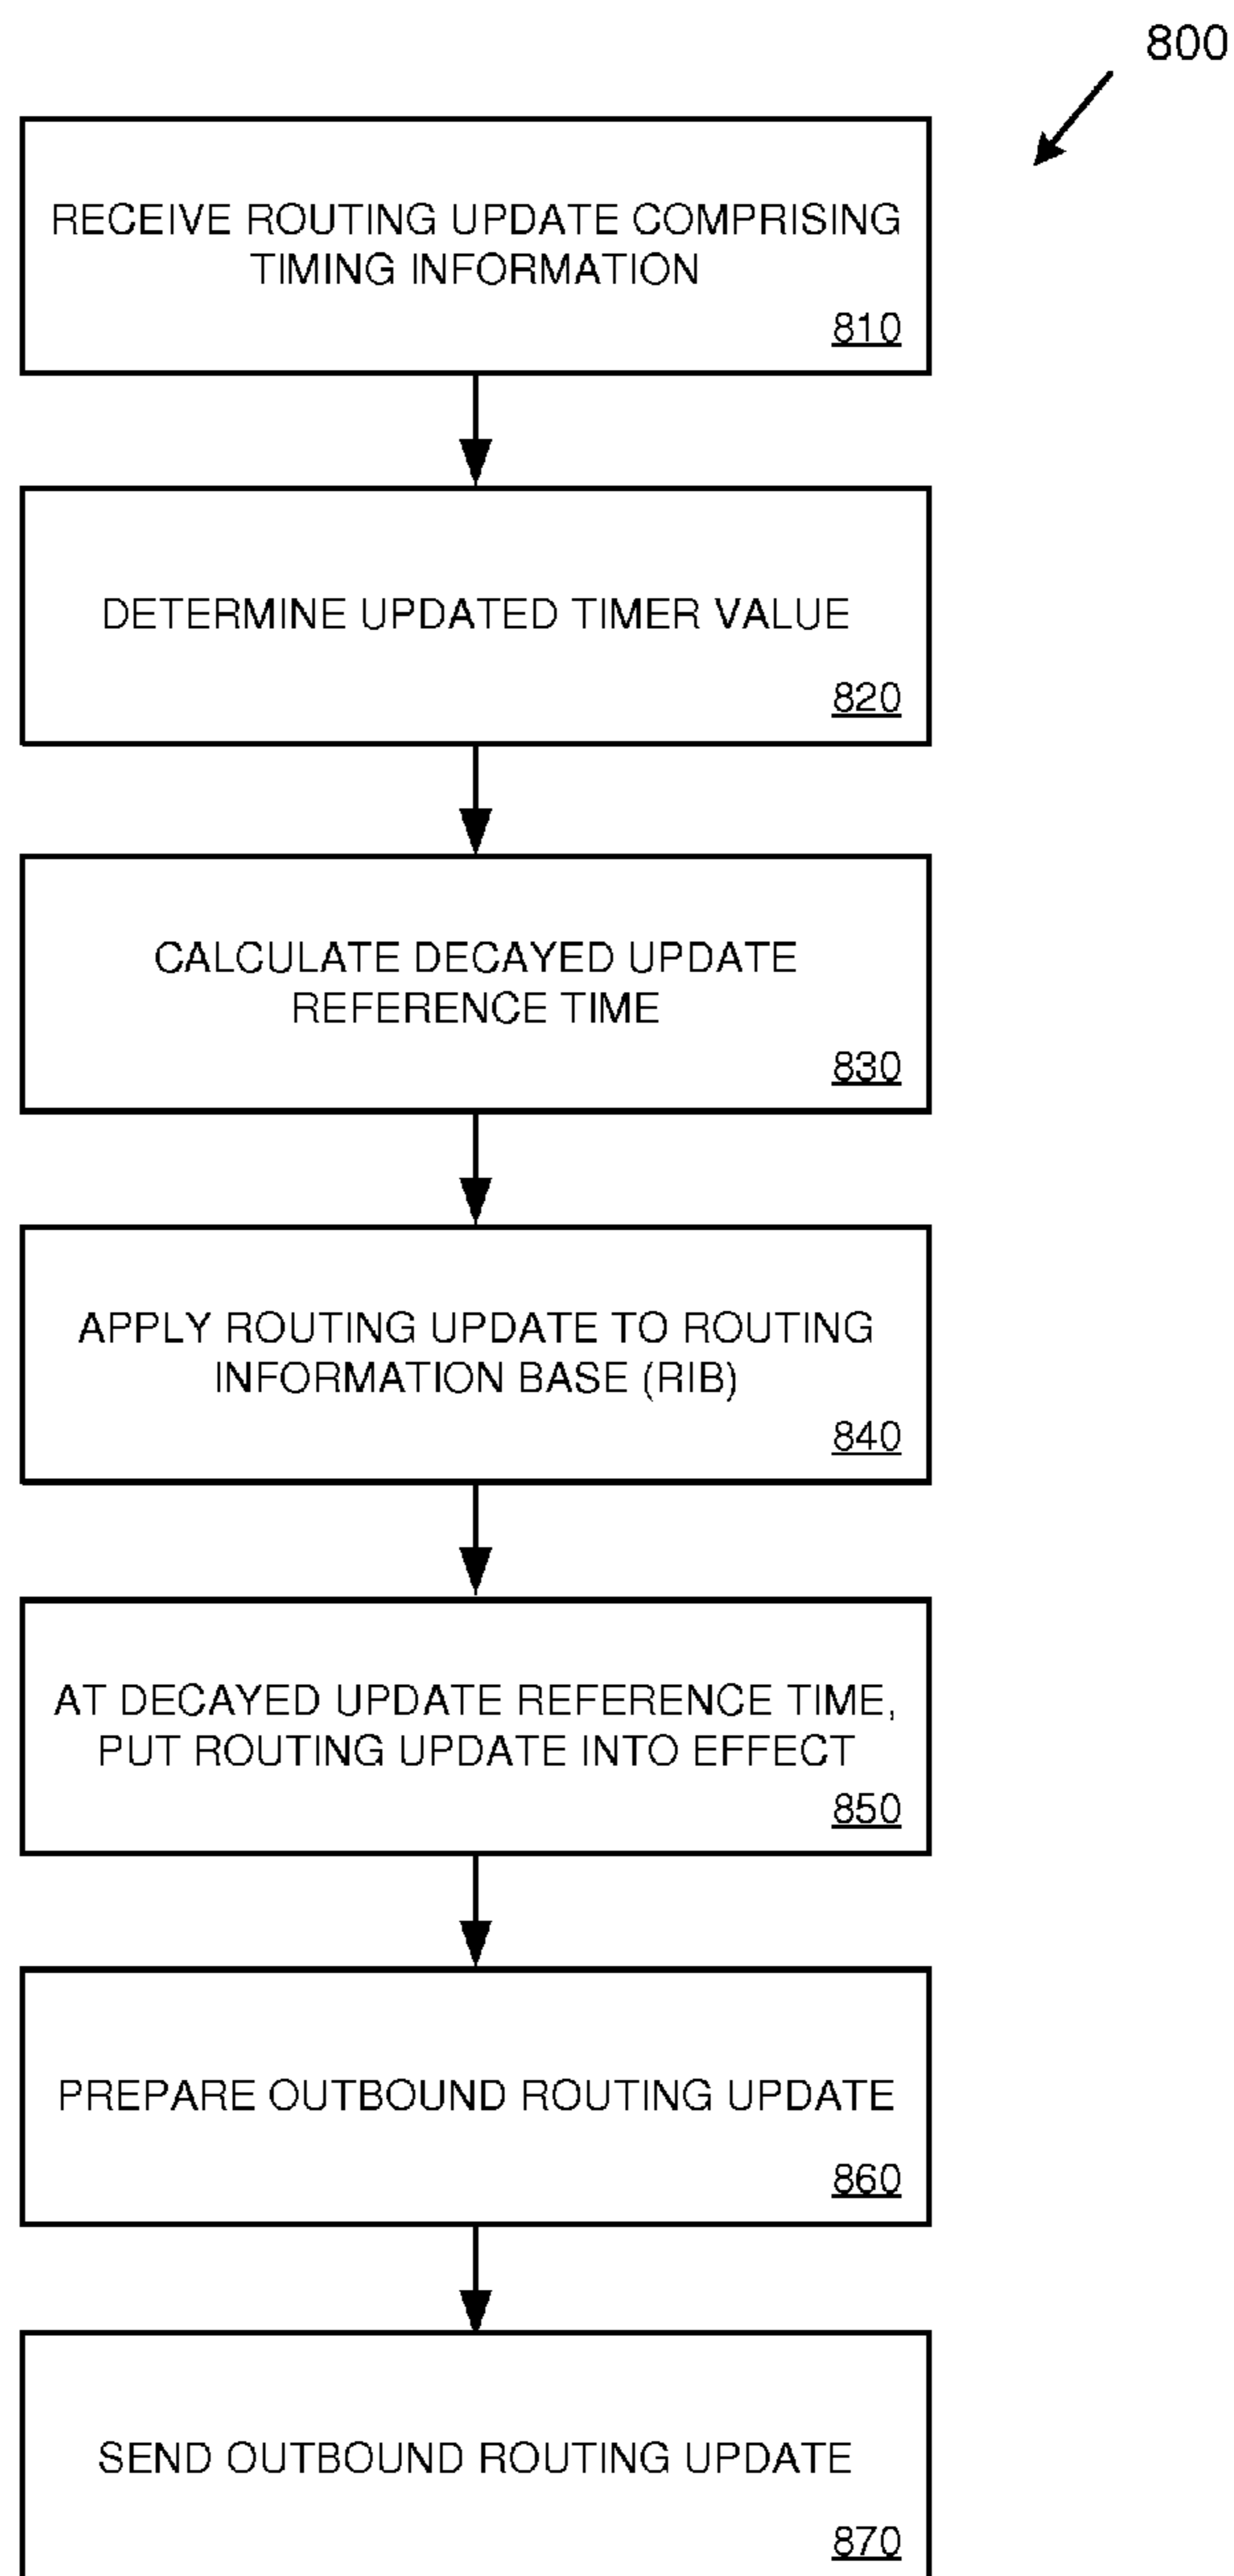 800
RECEIVE ROUTING UPDATE COMPRISING
TIMING INFORMATION
810
DETERMINE UPDATED TIMER VALUE
820
CALCULATE DECAYED UPDATE
REFERENCE TIME
830
APPLY ROUTING UPDATE TO ROUTING
INFORMATION BASE (RIB)
840
AT DECAYED UPDATE REFERENCE TIME,
PUT ROUTING UPDATE INTO EFFECT
850
PREPARE OUTBOUND ROUTING UPDATE
860
SEND OUTBOUND ROUTING UPDATE
870